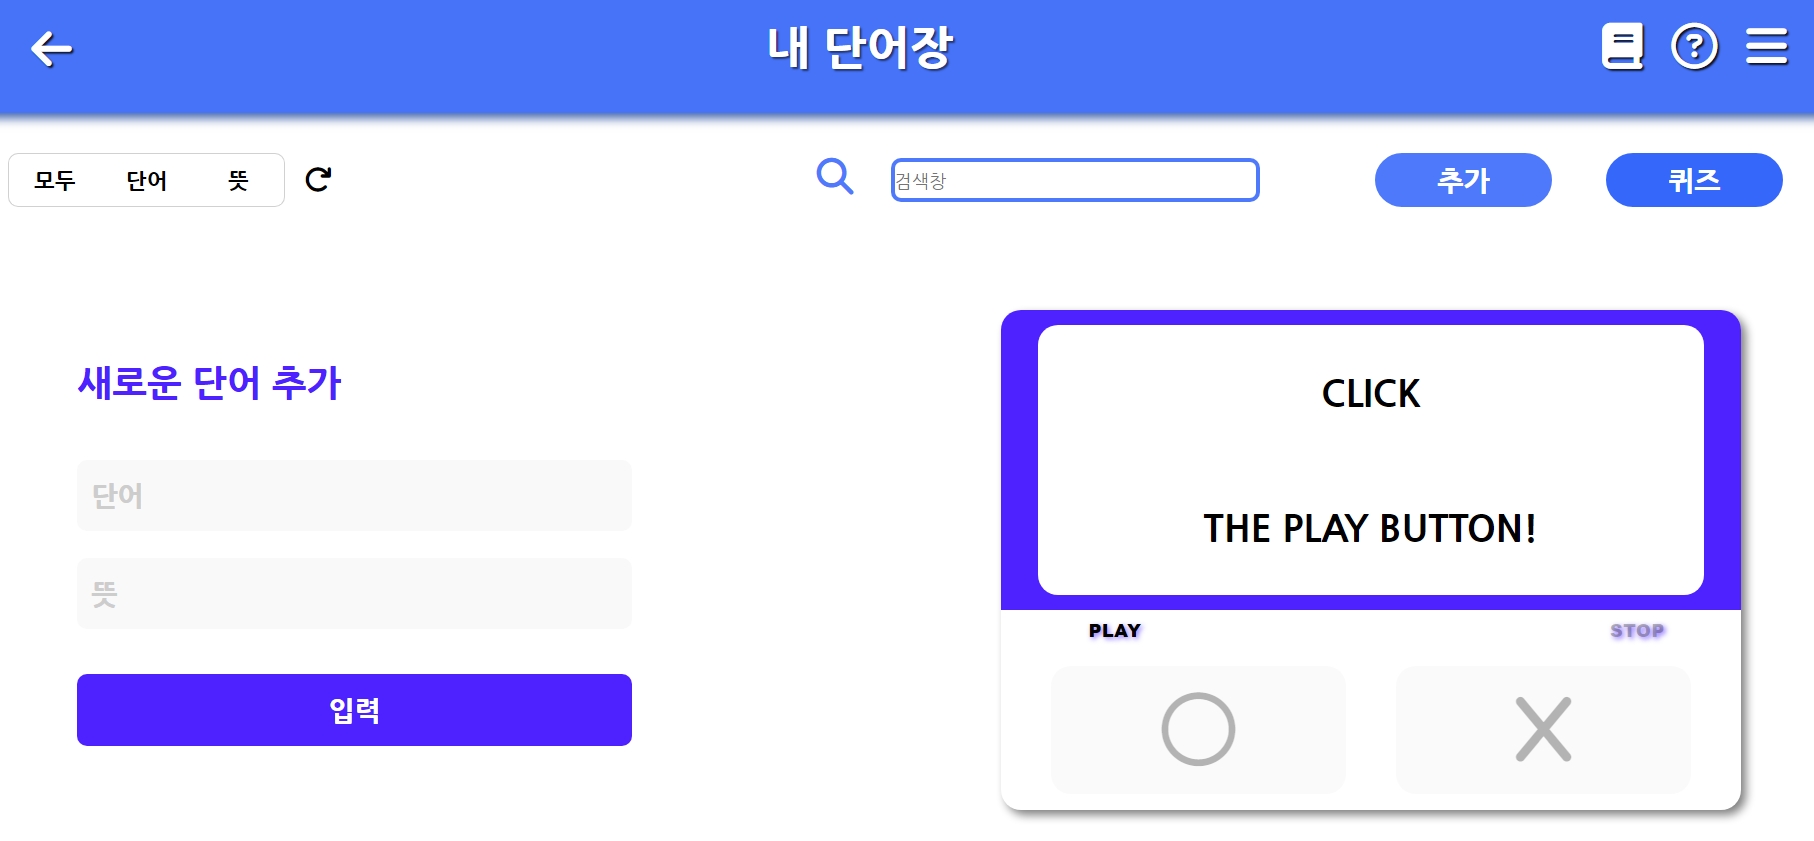 내 단어장
모두 단어 뜻
검색창
추가
퀴즈
새로운 단어 추가
단어
뜻
입력
CLICK
THE PLAY BUTTON!
PLAY
STOP